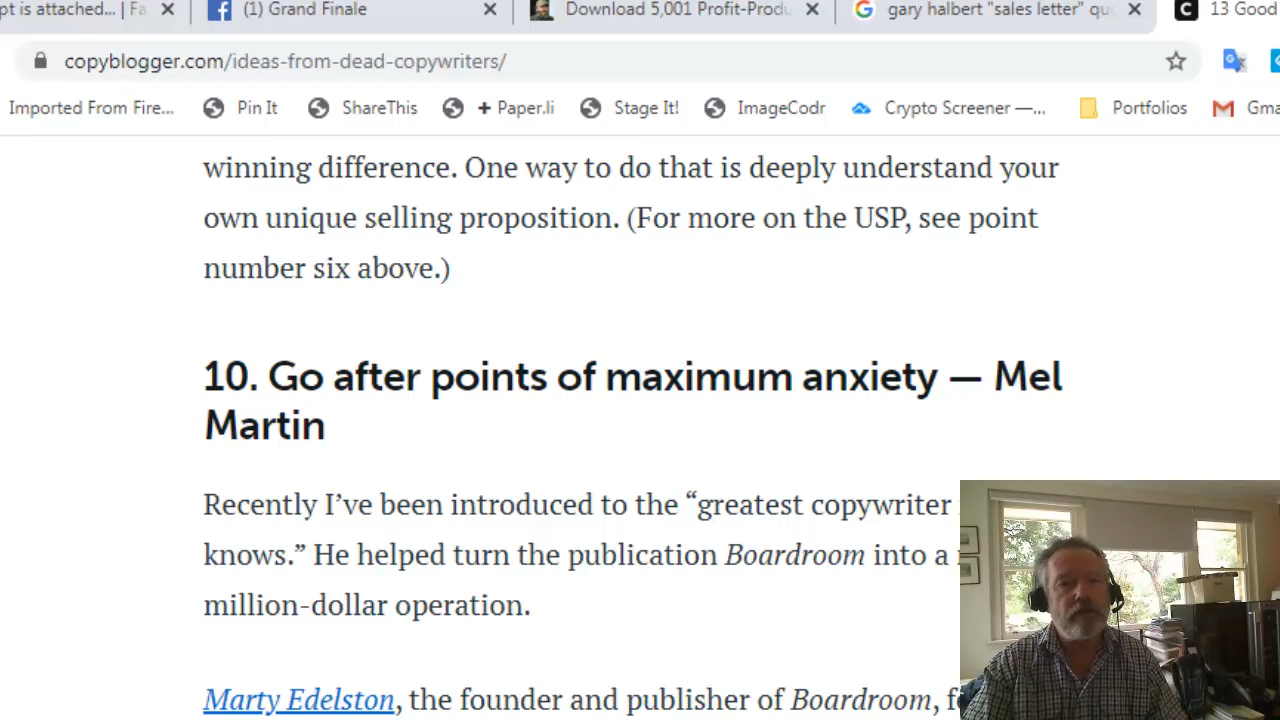 pt is attached... | Fa
(1) Grand Finale
Download 5,001 Profit-Produ
gary halbert "sales letter" quo
13 Good
copyblogger.com/ideas-from-dead-copywriters/
Imported From Fire...
Pin It
ShareThis
+ Paper.li
Stage It!
ImageCodr
Crypto Screener —...
Portfolios
Gma
winning difference. One way to do that is deeply understand your
own unique selling proposition. (For more on the USP, see point
number six above.)
10. Go after points of maximum anxiety — Mel
Martin
Recently I’ve been introduced to the “greatest copywriter
knows.” He helped turn the publication Boardroom into a
million-dollar operation.
Marty Edelston, the founder and publisher of Boardroom,